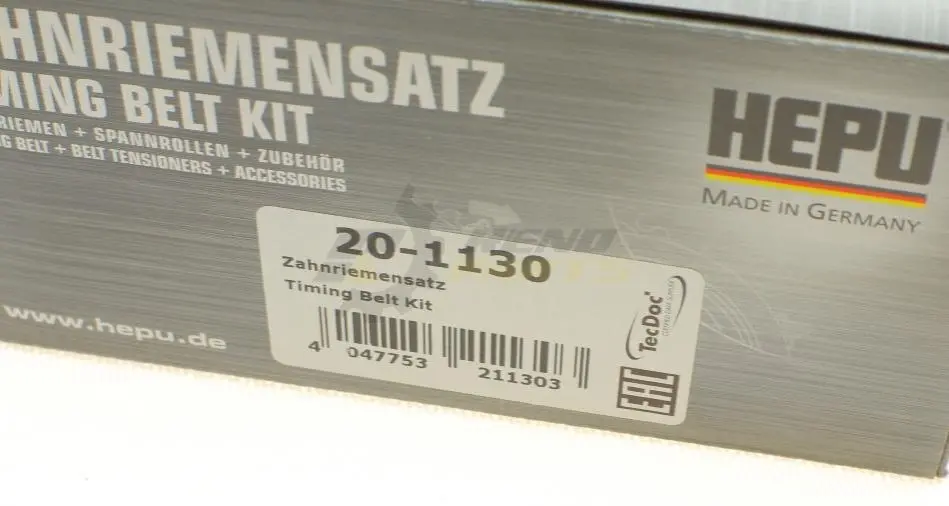 HNRIEMENSATZ
MING BELT KIT
RIEMEN + SPANNROLLEN + ZUBEHÖR
G BELT + BELT TENSIONERS + ACCESSORIES
HEPU
MADE IN GERMANY
20-1130
Zahnriemensatz
Timing Belt Kit
4 047753 211303
TecDoc
EAC
www.hepu.de